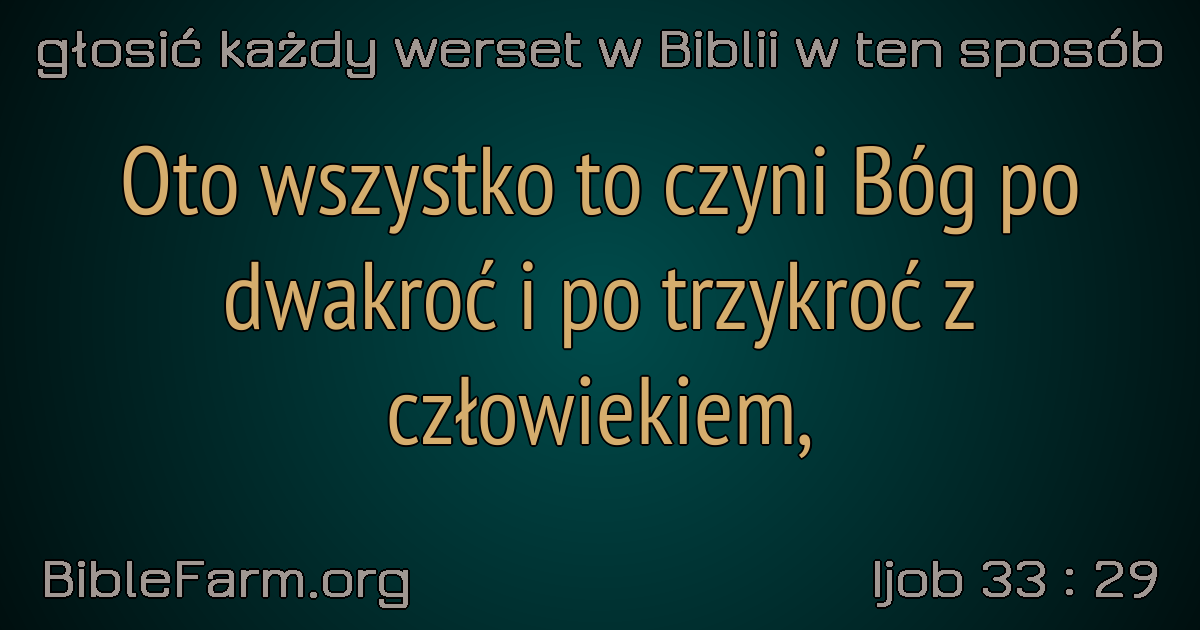 głosić każdy werset w Biblii w ten sposób
Oto wszystko to czyni Bóg po
dwakroć i po trzykroć z
człowiekiem,
BibleFarm.org
Ijob 33 : 29